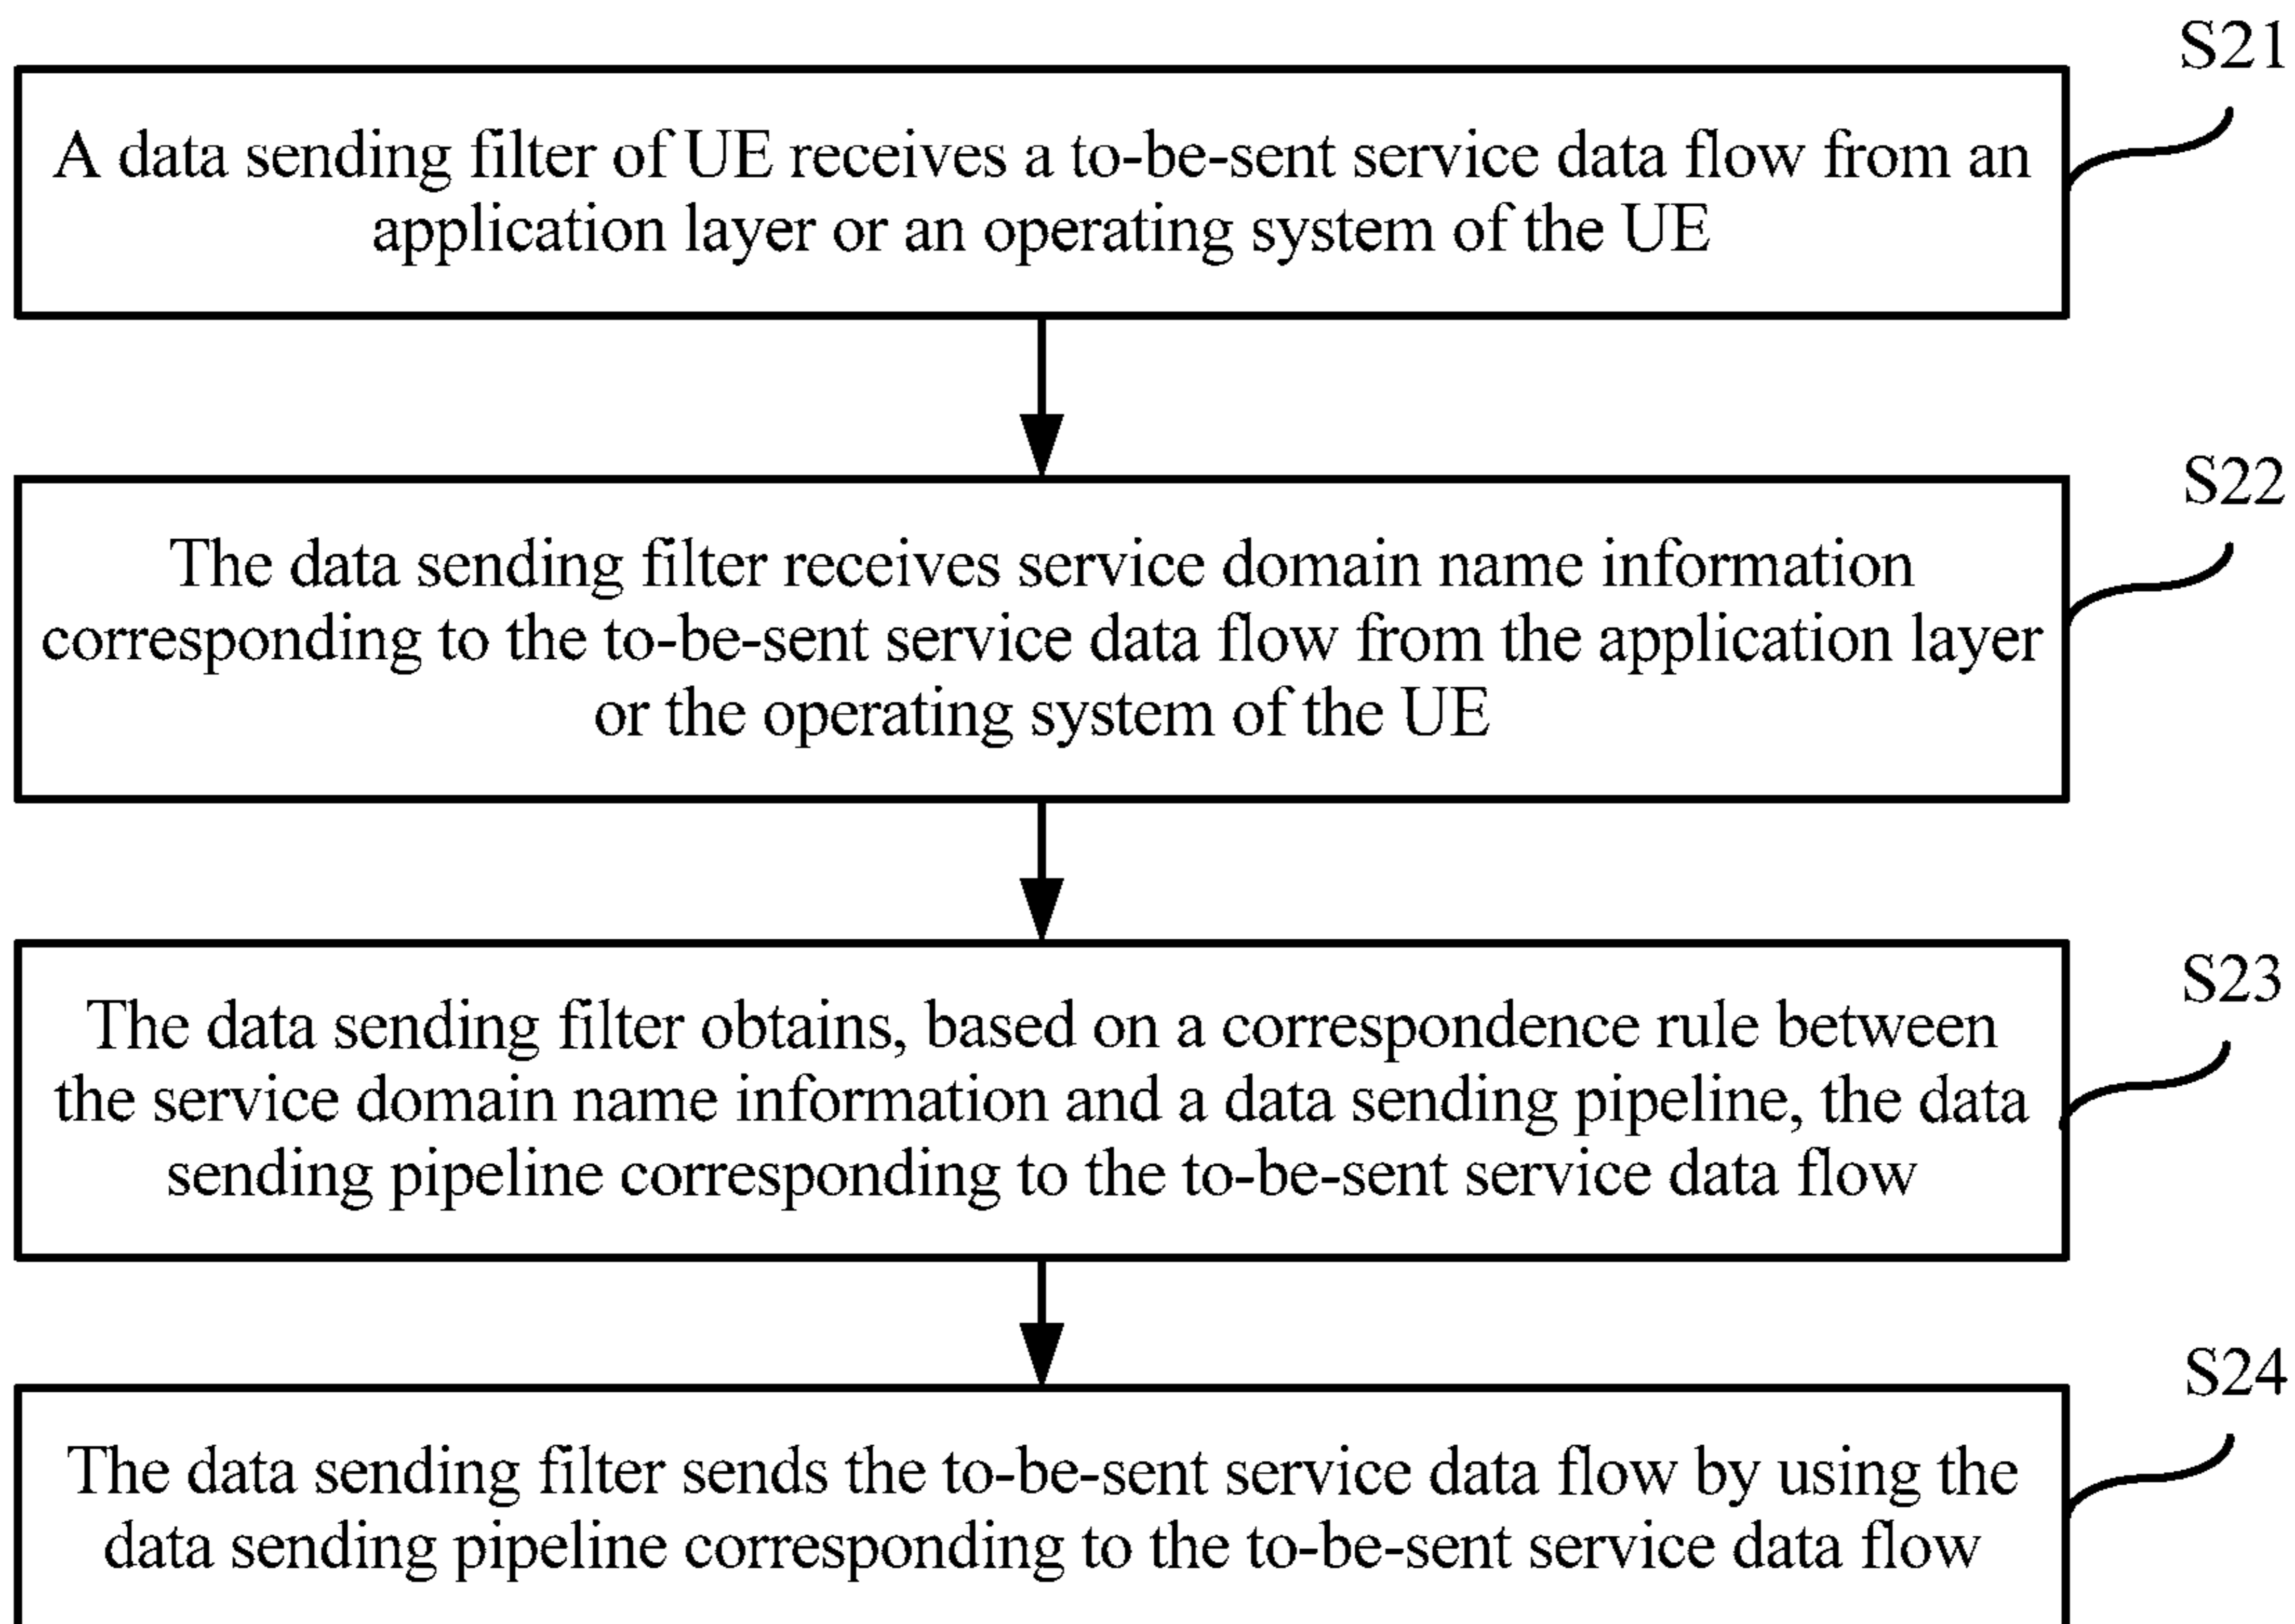 S21
A data sending filter of UE receives a to-be-sent service data flow from an
application layer or an operating system of the UE
S22
The data sending filter receives service domain name information
corresponding to the to-be-sent service data flow from the application layer
or the operating system of the UE
S23
The data sending filter obtains, based on a correspondence rule between
the service domain name information and a data sending pipeline, the data
sending pipeline corresponding to the to-be-sent service data flow
S24
The data sending filter sends the to-be-sent service data flow by using the
data sending pipeline corresponding to the to-be-sent service data flow